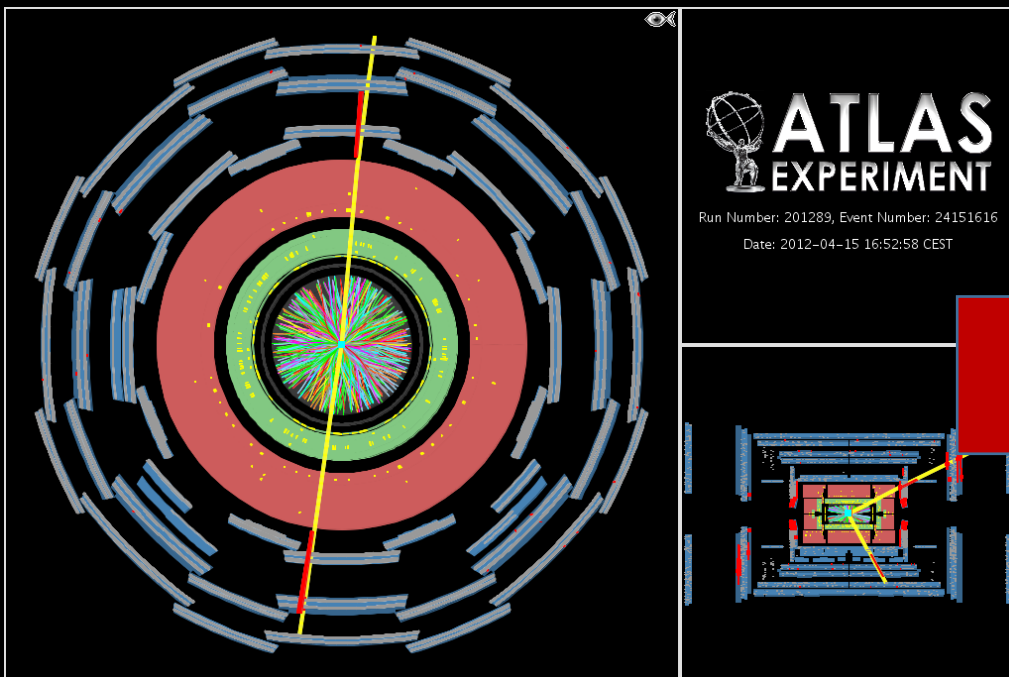 ATLAS
EXPERIMENT
Run Number: 201289, Event Number: 24151616
Date: 2012-04-15 16:52:58 CEST